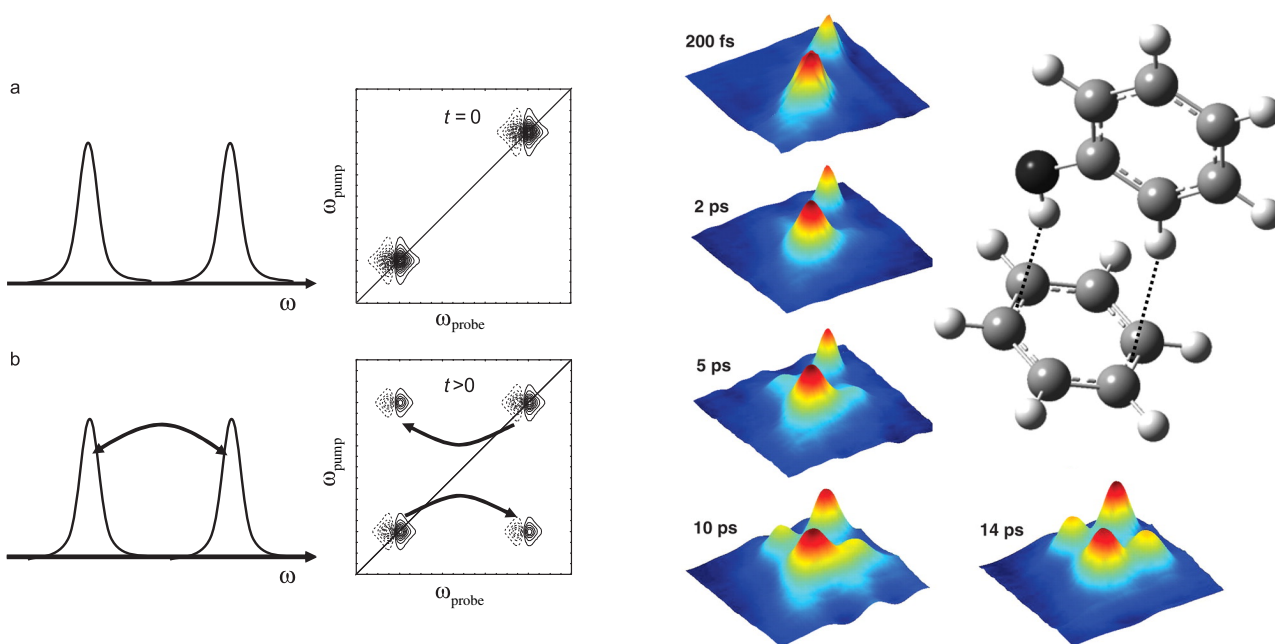 a
ω
t = 0
ω_pump
ω_probe
b
ω
t >0
ω_pump
ω_probe
200 fs
2 ps
5 ps
10 ps
14 ps